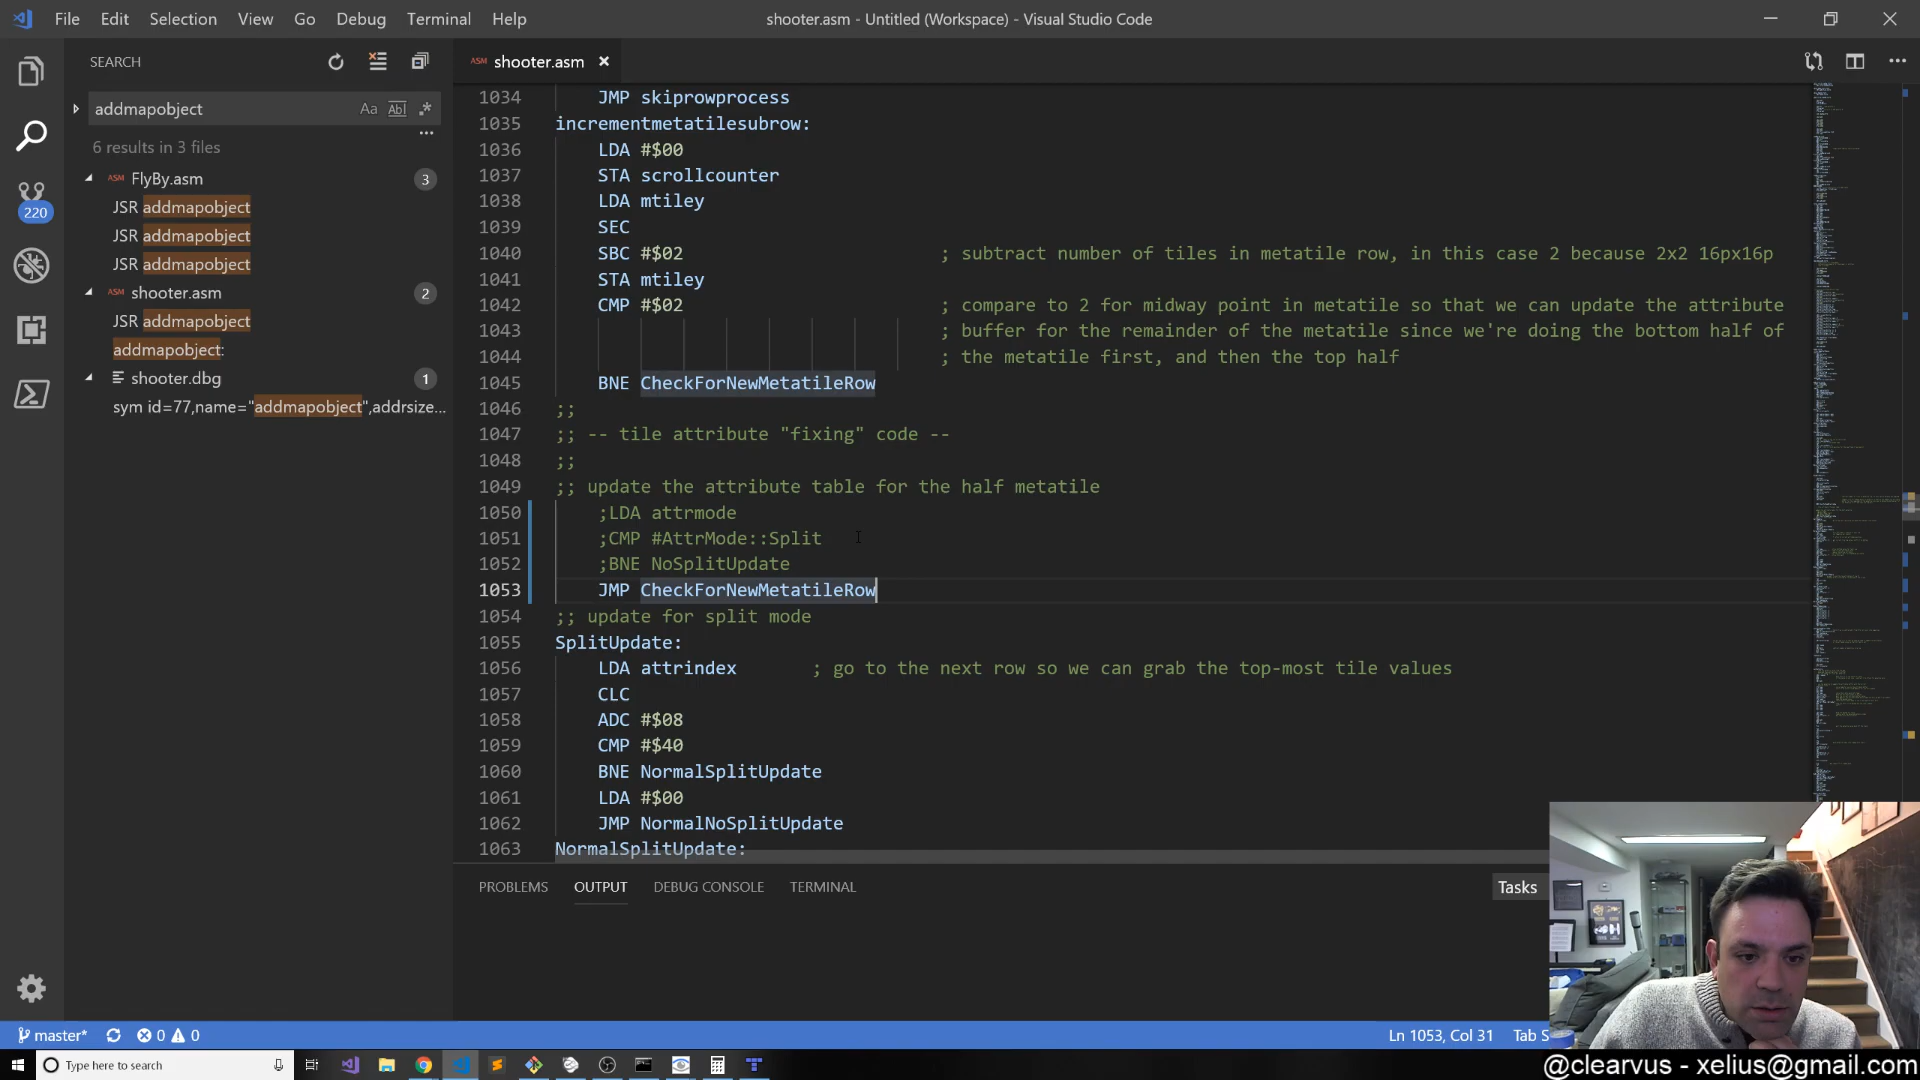 File Edit Selection View Go Debug Terminal Help
shooter.asm - Untitled (Workspace) - Visual Studio Code
SEARCH
addmapobject
Aa Abl .*
6 results in 3 files
ASM FlyBy.asm 3
JSR addmapobject
JSR addmapobject
JSR addmapobject
ASM shooter.asm 2
JSR addmapobject
addmapobject:
shooter.dbg 1
sym id=77,name="addmapobject",addrsize...
220
ASM shooter.asm
1034 JMP skiprowprocess
1035 incrementmetatilesubrow:
1036 LDA #$00
1037 STA scrollcounter
1038 LDA mtiley
1039 SEC
1040 SBC #$02 ; subtract number of tiles in metatile row, in this case 2 because 2x2 16px16p
1041 STA mtiley
1042 CMP #$02 ; compare to 2 for midway point in metatile so that we can update the attribute
1043 ; buffer for the remainder of the metatile since we're doing the bottom half of
1044 ; the metatile first, and then the top half
1045 BNE CheckForNewMetatileRow
1046 ;;
1047 ;; -- tile attribute "fixing" code --
1048 ;;
1049 ;; update the attribute table for the half metatile
1050 ;LDA attrmode
1051 ;CMP #AttrMode::Split
1052 ;BNE NoSplitUpdate
1053 JMP CheckForNewMetatileRow
1054 ;; update for split mode
1055 SplitUpdate:
1056 LDA attrindex ; go to the next row so we can grab the top-most tile values
1057 CLC
1058 ADC #$08
1059 CMP #$40
1060 BNE NormalSplitUpdate
1061 LDA #$00
1062 JMP NormalNoSplitUpdate
1063 NormalSplitUpdate:
PROBLEMS OUTPUT DEBUG CONSOLE TERMINAL
Tasks
master* 0 0
Ln 1053, Col 31 Tab S
Type here to search
@clearvus - xelius@gmail.com